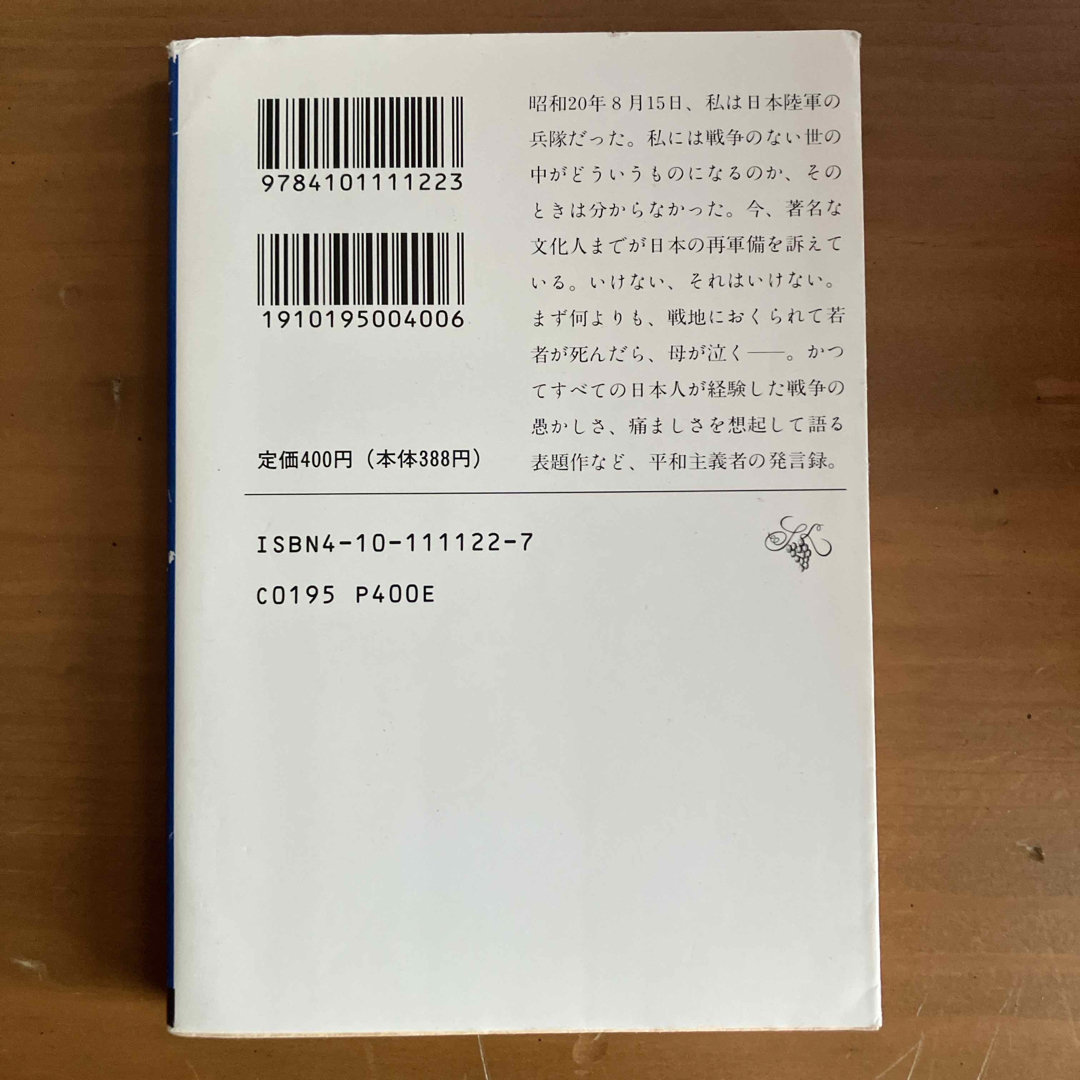 9784101111223
1910195004006
定価400円（本体388円）
昭和20年８月15日、私は日本陸軍の
兵隊だった。私には戦争のない世の
中がどういうものになるのか、その
ときは分からなかった。今、著名な
文化人までが日本の再軍備を訴えて
いる。いけない、それはいけない。
まず何よりも、戦地におくられて若
者が死んだら、母が泣く──。かつ
てすべての日本人が経験した戦争の
愚かしさ、痛ましさを想起して語る
表題作など、平和主義者の発言録。
ISBN4-10-111122-7
C0195 P400E